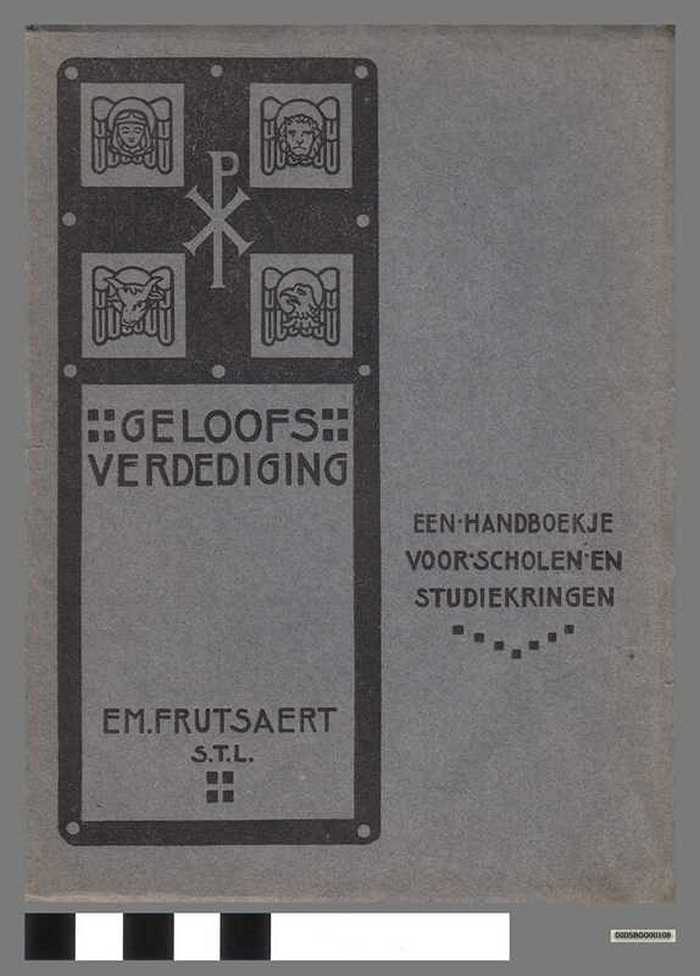 GELOOFS
VERDEDIGING
EEN·HANDBOEKJE
VOOR·SCHOLEN·EN
STUDIEKRINGEN
EM. FRUTSAERT
S.T.L.